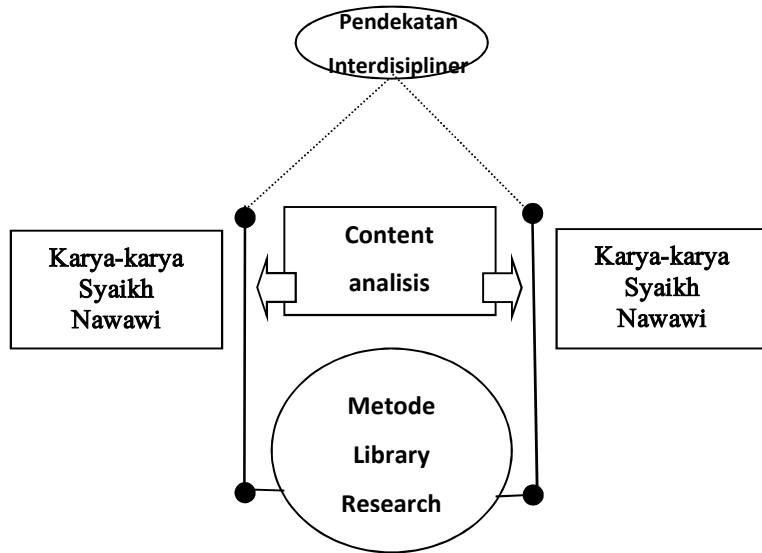 Pendekatan
Interdisipliner
Karya-karya
Syaikh
Nawawi
Content
analisis
Karya-karya
Syaikh
Nawawi
Metode
Library
Research